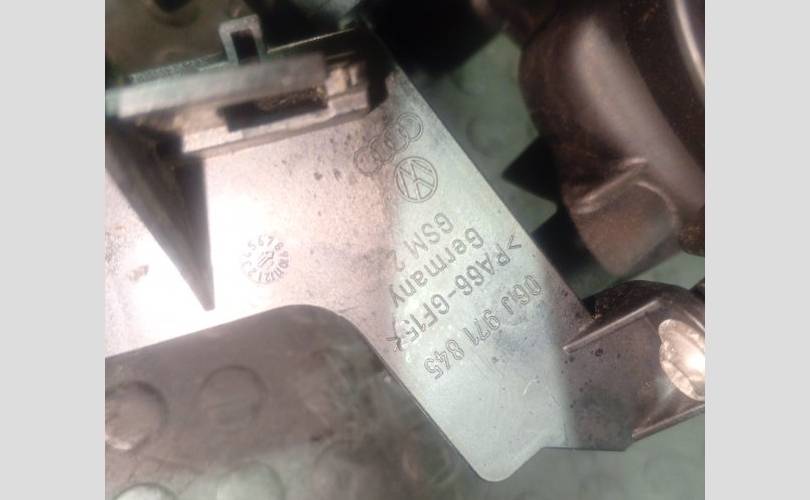 06J 971 845
>PA66-GF15<
Germany
GSM 2